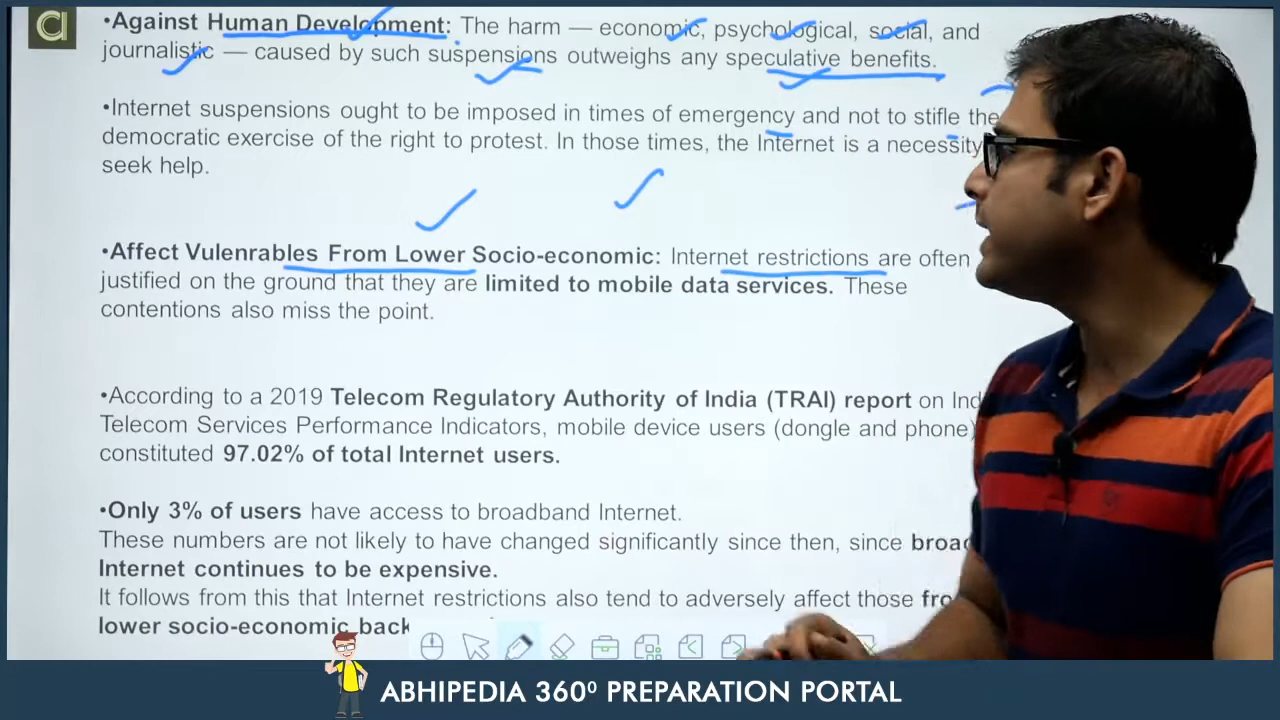 •Against Human Development: The harm — economic, psychological, social, and
journalistic — caused by such suspensions outweighs any speculative benefits.
•Internet suspensions ought to be imposed in times of emergency and not to stifle the
democratic exercise of the right to protest. In those times, the Internet is a necessity
seek help.
•Affect Vulenrables From Lower Socio-economic: Internet restrictions are often
justified on the ground that they are limited to mobile data services. These
contentions also miss the point.
•According to a 2019 Telecom Regulatory Authority of India (TRAI) report on
Telecom Services Performance Indicators, mobile device users (dongle and phone)
constituted 97.02% of total Internet users.
•Only 3% of users have access to broadband Internet.
These numbers are not likely to have changed significantly since then, since
Internet continues to be expensive.
It follows from this that Internet restrictions also tend to adversely affect those
lower socio-economic back
ABHIPEDIA 360⁰ PREPARATION PORTAL